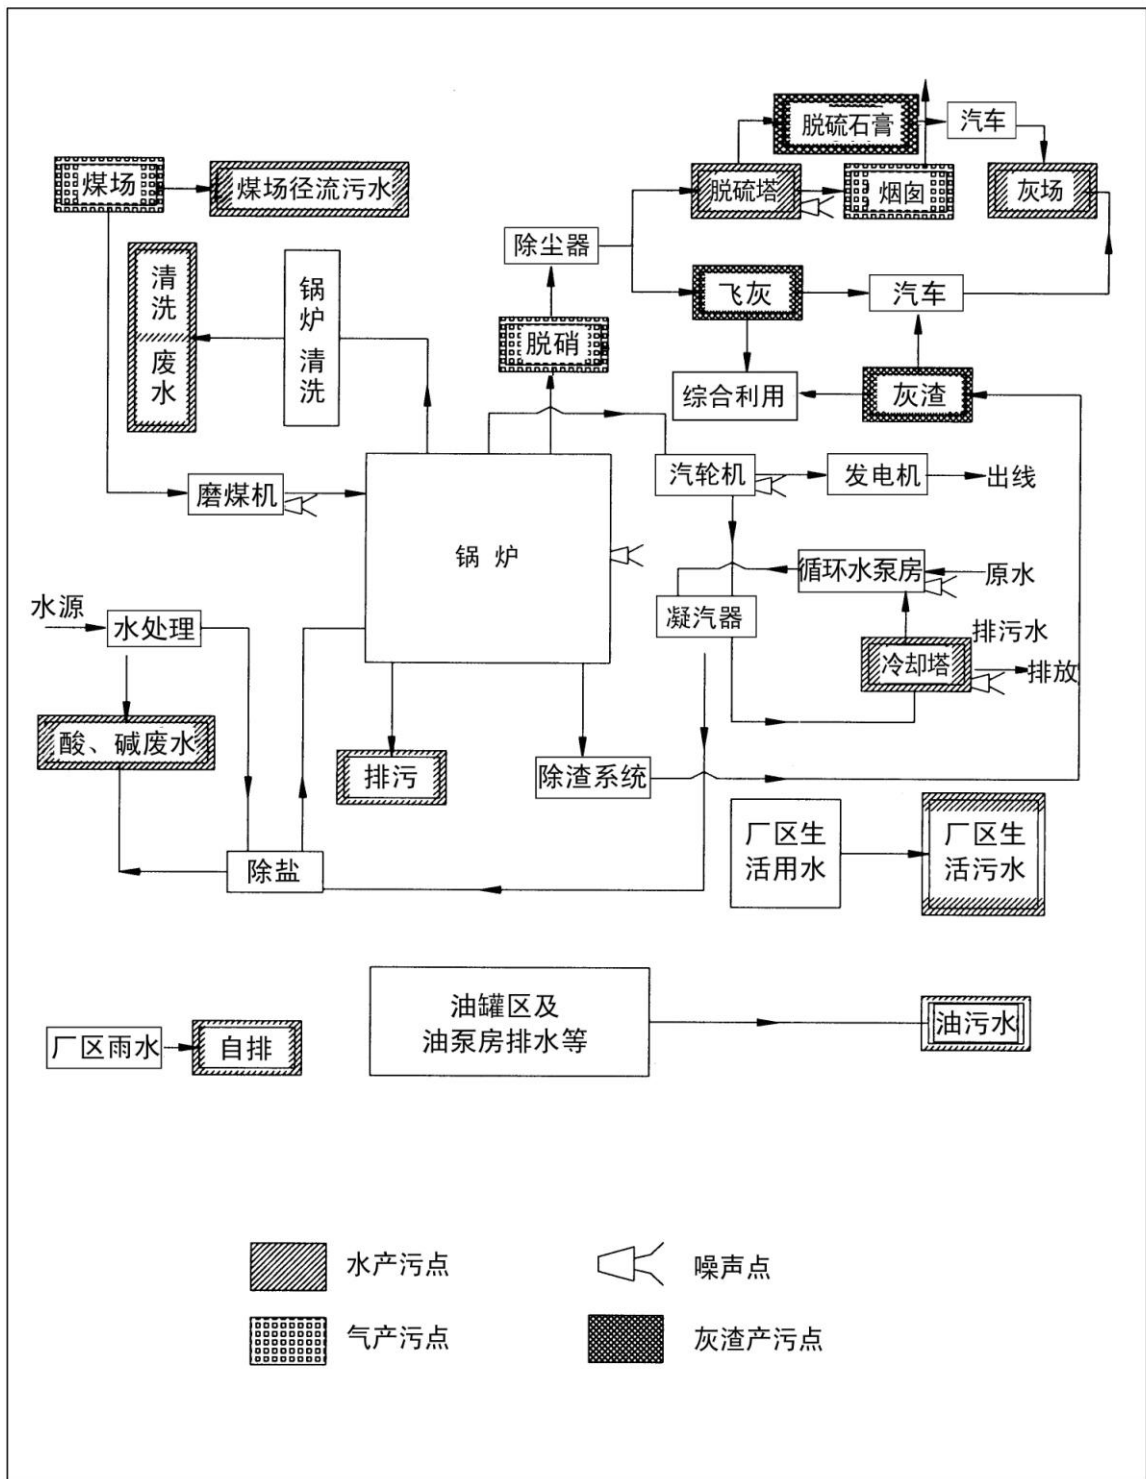 脱硫石膏
汽车
煤场
煤场径流污水
脱硫塔
烟囱
灰场
除尘器
清洗
废水
锅炉
清洗
飞灰
汽车
脱硝
综合利用
灰渣
磨煤机
汽轮机
发电机
出线
锅炉
循环水泵房
原水
水源
水处理
凝汽器
排污水
冷却塔
排放
酸、碱废水
排污
除渣系统
厂区生
活用水
厂区生
活污水
除盐
油罐区及
油泵房排水等
油污水
厂区雨水
自排
水产污点
噪声点
气产污点
灰渣产污点